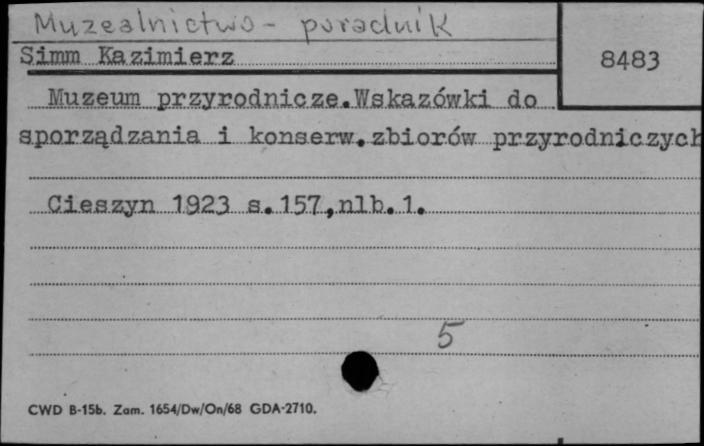 Muzealnictwo - poradnik
Simm Kazimierz
8483
Muzeum przyrodnicze.Wskazówki do
sporządzania i konserw.zbiorów przyrodniczych
Cieszyn 1923 s.157,nlb.1.
5
CWD B-15b. Zam. 1654/Dw/On/68 GDA-2710.